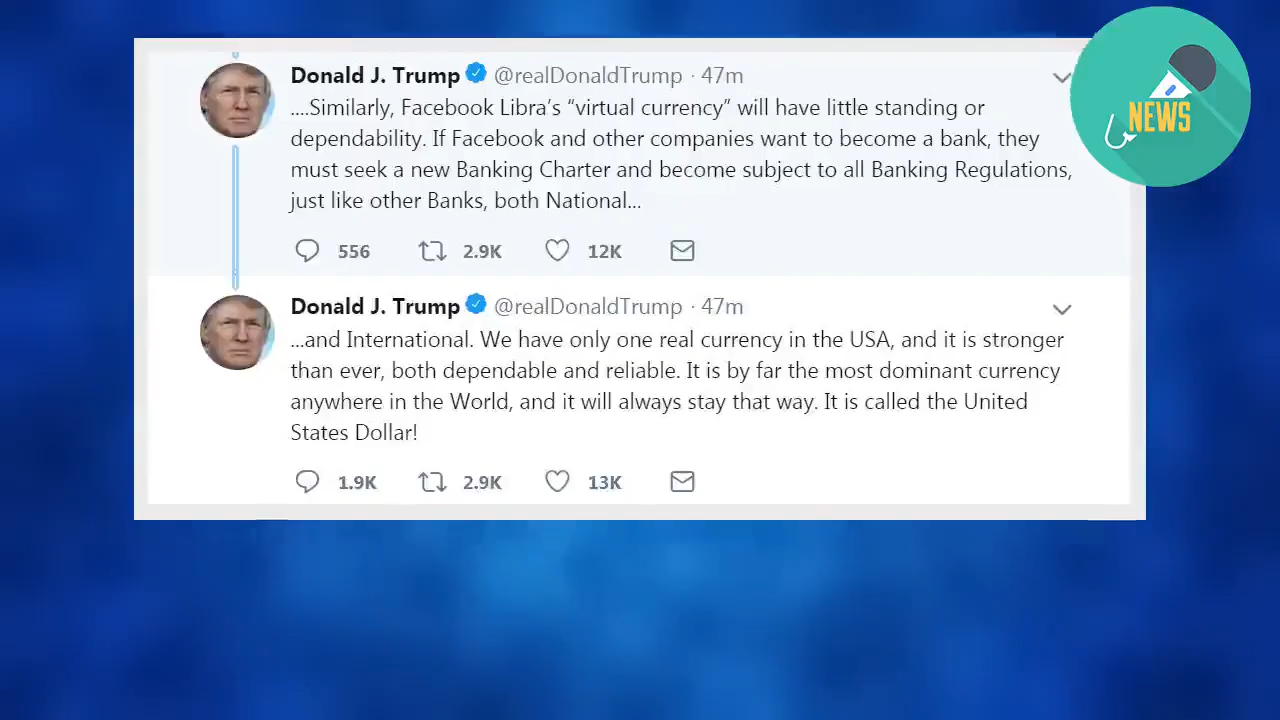 Donald J. Trump @realDonaldTrump · 47m
....Similarly, Facebook Libra’s “virtual currency” will have little standing or
dependability. If Facebook and other companies want to become a bank, they
must seek a new Banking Charter and become subject to all Banking Regulations,
just like other Banks, both National...
556 2.9K 12K
Donald J. Trump @realDonaldTrump · 47m
...and International. We have only one real currency in the USA, and it is stronger
than ever, both dependable and reliable. It is by far the most dominant currency
anywhere in the World, and it will always stay that way. It is called the United
States Dollar!
1.9K 2.9K 13K
NEWS